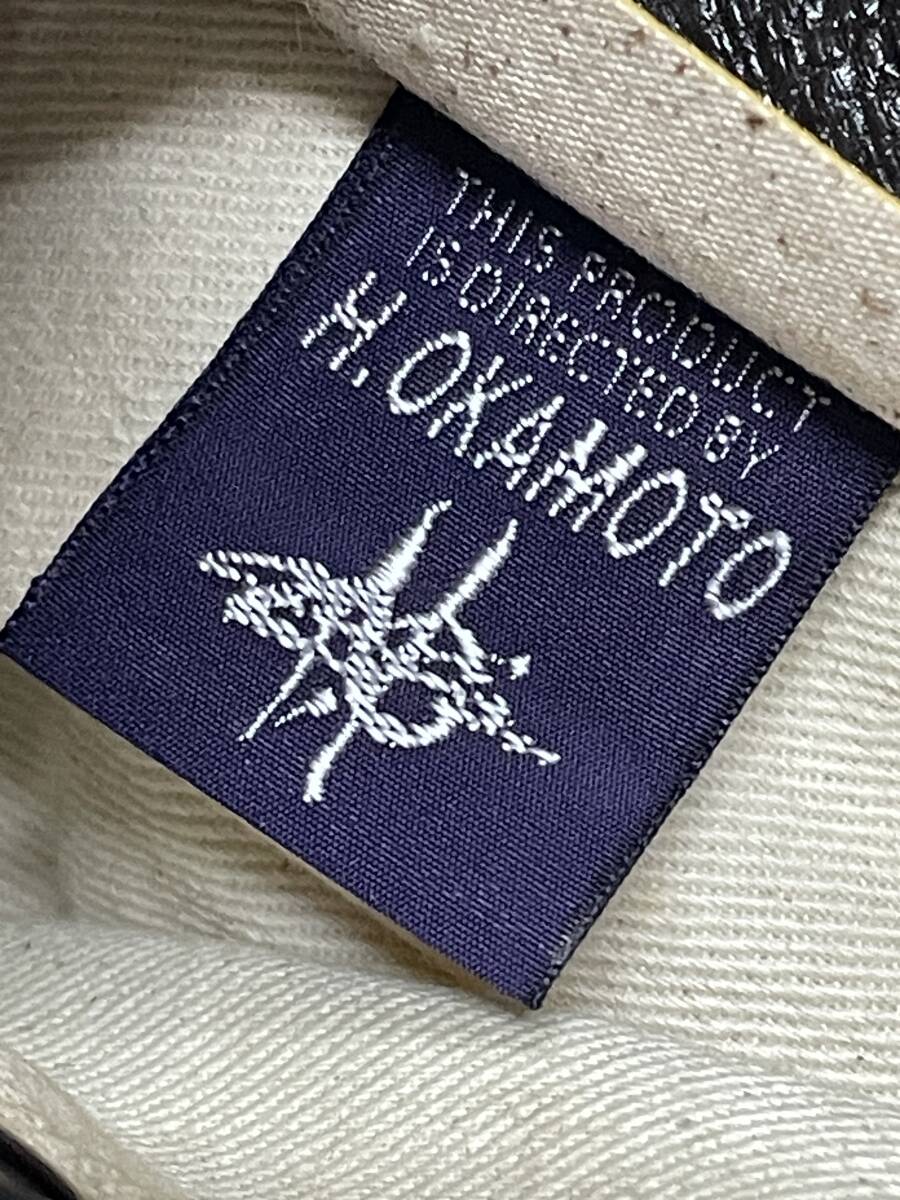 THIS PRODUCT
IS DIRECTED BY
H.OKAMOTO